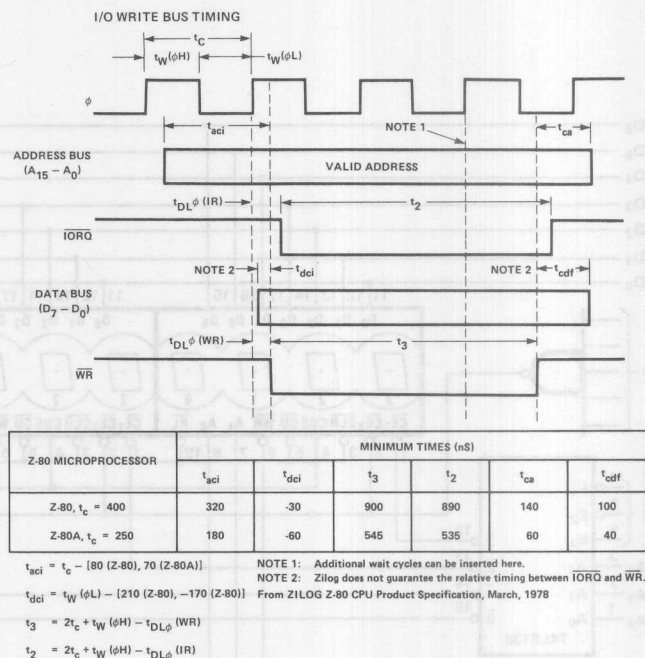 I/O WRITE BUS TIMING
tC
tW(ϕH)
tW(ϕL)
ϕ
taci
NOTE 1
tca
ADDRESS BUS
(A15 – A0)
VALID ADDRESS
tDLϕ (IR)
t2
IORQ
NOTE 2
tdci
NOTE 2
tcdf
DATA BUS
(D7 – D0)
tDLϕ (WR)
t3
WR
Z-80 MICROPROCESSOR
MINIMUM TIMES (nS)
taci tdci t3 t2 tca tcdf
Z-80, tc = 400 320 -30 900 890 140 100
Z-80A, tc = 250 180 -60 545 535 60 40
taci = tc – [80 (Z-80), 70 (Z-80A)]
NOTE 1: Additional wait cycles can be inserted here.
NOTE 2: Zilog does not guarantee the relative timing between IORQ and WR.
tdci = tW (ϕL) – [210 (Z-80), –170 (Z-80)]
From ZILOG Z-80 CPU Product Specification, March, 1978
t3 = 2tc + tW (ϕH) – tDLϕ (WR)
t2 = 2tc + tW (ϕH) – tDLϕ (IR)